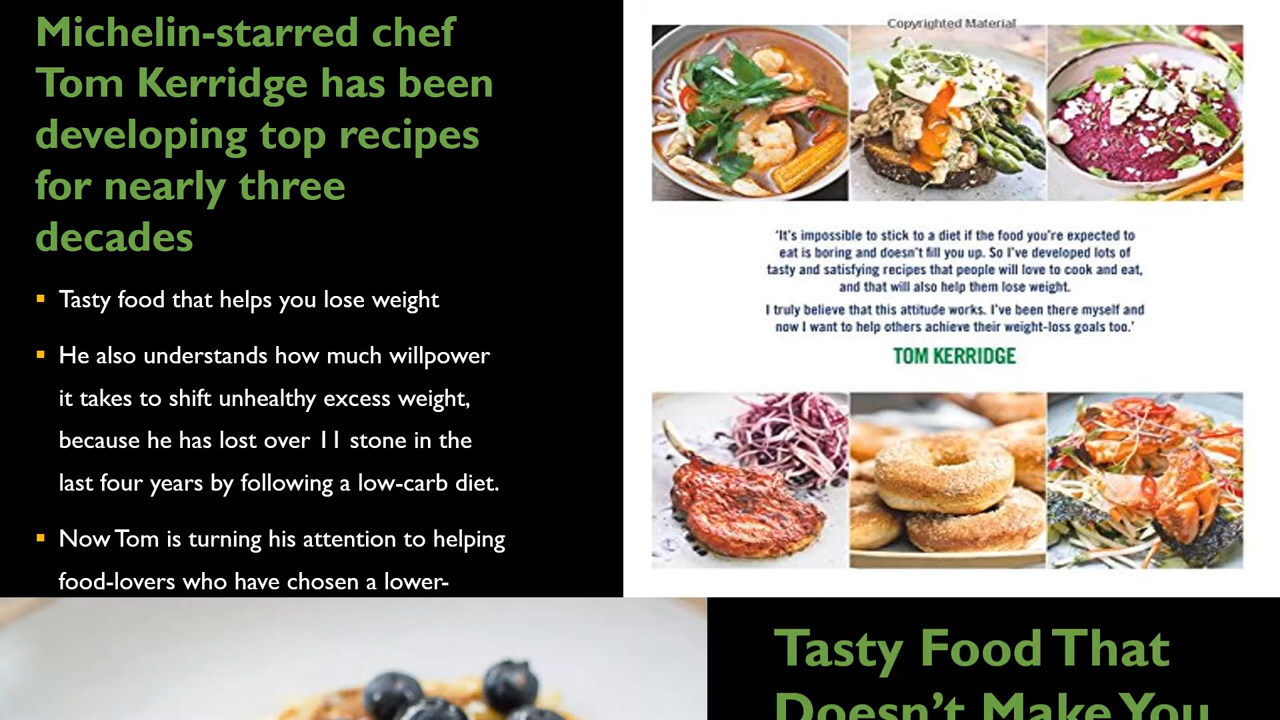 Michelin-starred chef
Tom Kerridge has been
developing top recipes
for nearly three
decades
Tasty food that helps you lose weight
He also understands how much willpower
it takes to shift unhealthy excess weight,
because he has lost over 11 stone in the
last four years by following a low-carb diet.
Now Tom is turning his attention to helping
food-lovers who have chosen a lower-
Copyrighted Material
'It's impossible to stick to a diet if the food you're expected to
eat is boring and doesn't fill you up. So I've developed lots of
tasty and satisfying recipes that people will love to cook and eat,
and that will also help them lose weight.
I truly believe that this attitude works. I've been there myself and
now I want to help others achieve their weight-loss goals too.'
TOM KERRIDGE
Tasty Food That
Doesn't Make You